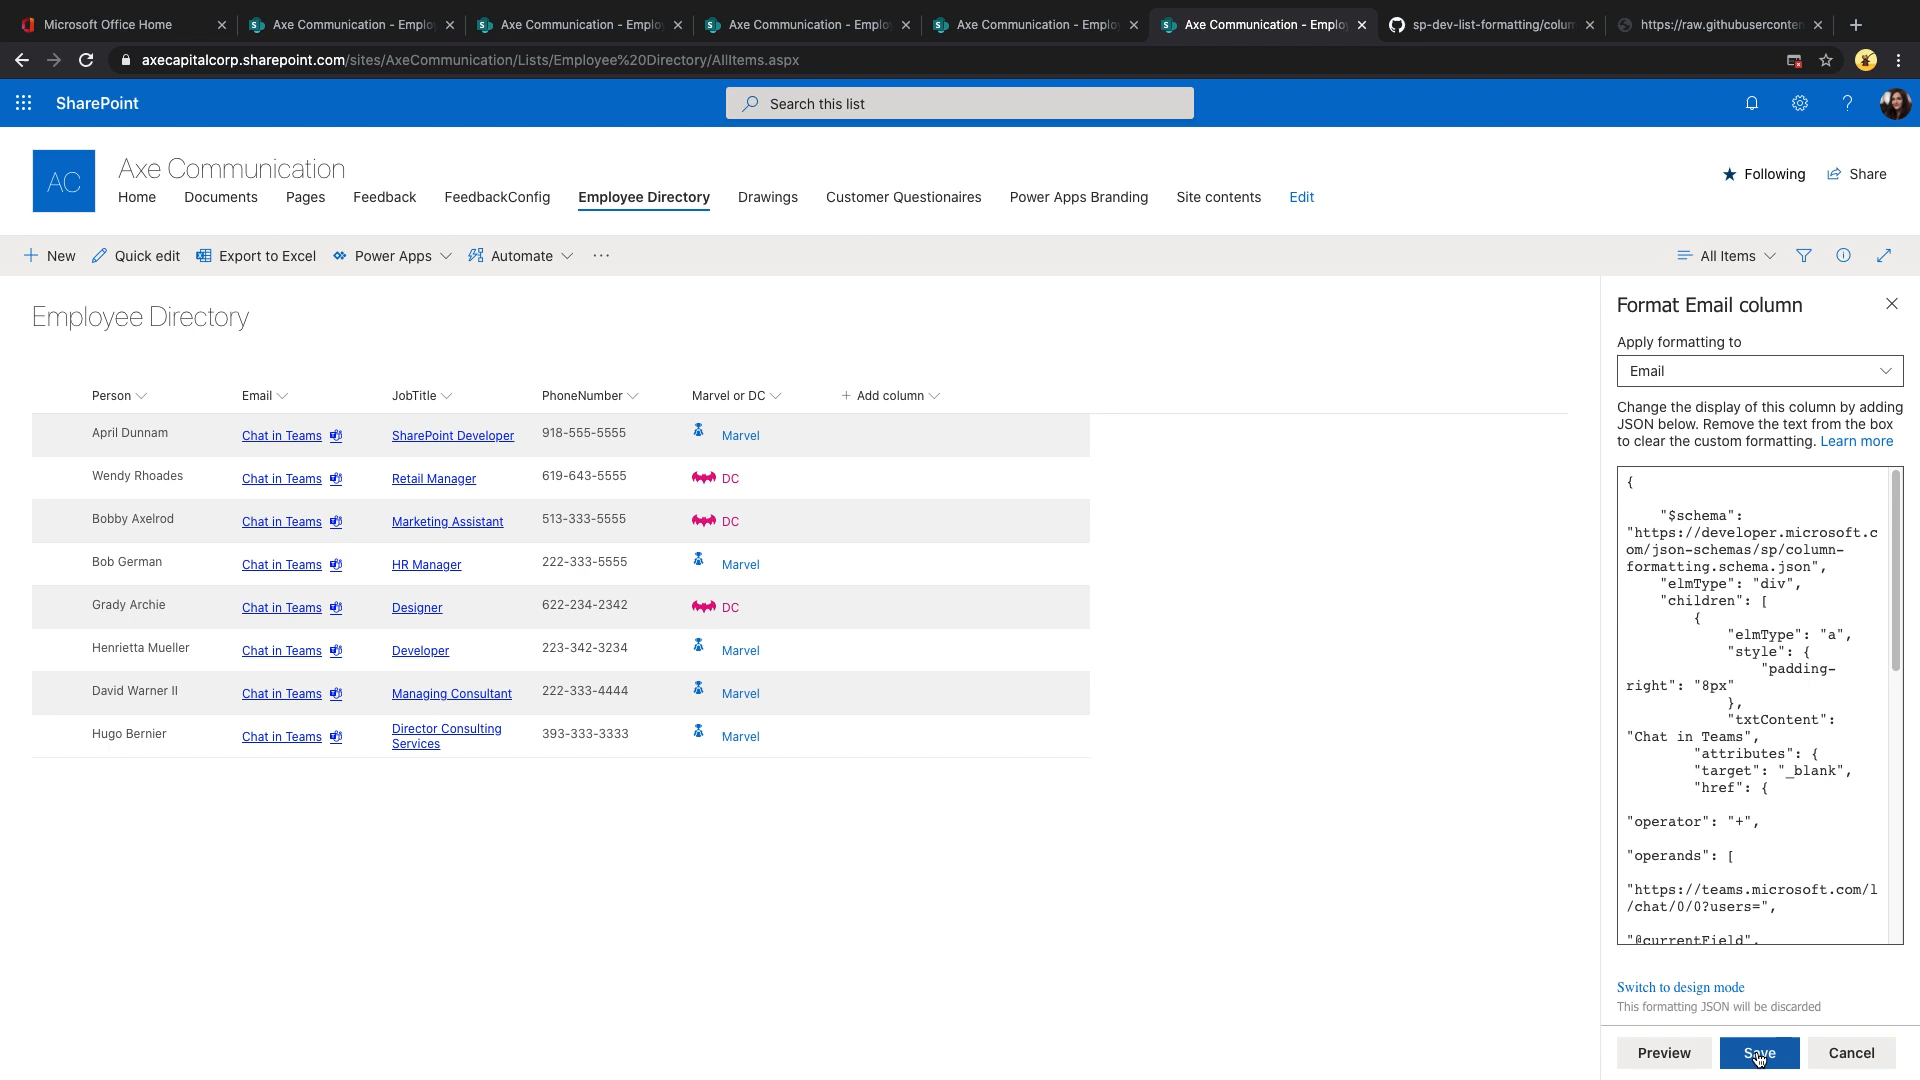 Microsoft Office Home
Axe Communication - Emplo
Axe Communication - Emplo
Axe Communication - Emplo
Axe Communication - Emplo
Axe Communication - Emplo
sp-dev-list-formatting/colum
https://raw.githubuserconten
axecapitalcorp.sharepoint.com/sites/AxeCommunication/Lists/Employee%20Directory/AllItems.aspx
SharePoint
Search this list
AC
Axe Communication
Home Documents Pages Feedback FeedbackConfig Employee Directory Drawings Customer Questionaires Power Apps Branding Site contents Edit
Following Share
New Quick edit Export to Excel Power Apps Automate ··· All Items
Employee Directory
Person Email JobTitle PhoneNumber Marvel or DC + Add column
April Dunnam Chat in Teams SharePoint Developer 918-555-5555 Marvel
Wendy Rhoades Chat in Teams Retail Manager 619-643-5555 DC
Bobby Axelrod Chat in Teams Marketing Assistant 513-333-5555 DC
Bob German Chat in Teams HR Manager 222-333-5555 Marvel
Grady Archie Chat in Teams Designer 622-234-2342 DC
Henrietta Mueller Chat in Teams Developer 223-342-3234 Marvel
David Warner II Chat in Teams Managing Consultant 222-333-4444 Marvel
Hugo Bernier Chat in Teams Director Consulting Services 393-333-3333 Marvel
Format Email column
Apply formatting to
Email
Change the display of this column by adding
JSON below. Remove the text from the box
to clear the custom formatting. Learn more
{
"$schema":
"https://developer.microsoft.c
om/json-schemas/sp/column-
formatting.schema.json",
"elmType": "div",
"children": [
{
"elmType": "a",
"style": {
"padding-
right": "8px"
},
"txtContent":
"Chat in Teams",
"attributes": {
"target": "_blank",
"href": {
"operator": "+",
"operands": [
"https://teams.microsoft.com/l
/chat/0/0?users=",
"@currentField",
Switch to design mode
This formatting JSON will be discarded
Preview Save Cancel